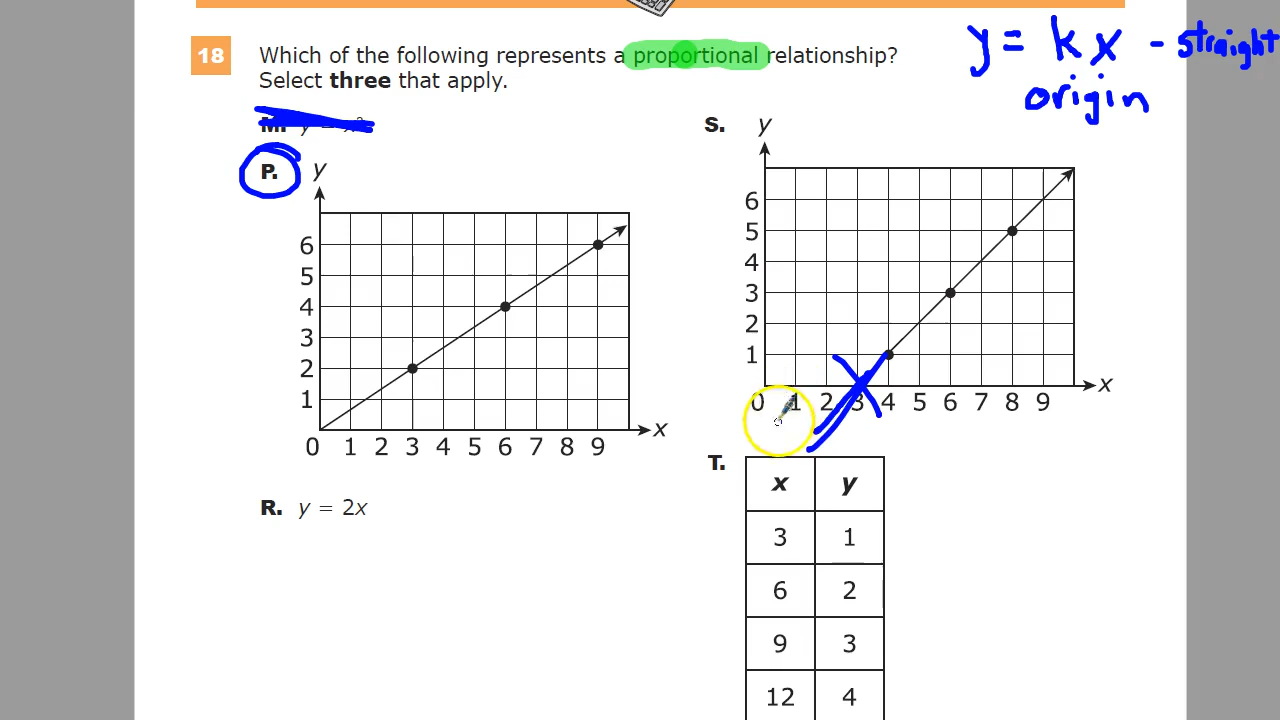 18 Which of the following represents a proportional relationship?
Select three that apply.
y = kx - straight
origin
M. y = x²
P.
y
6
5
4
3
2
1
0 1 2 3 4 5 6 7 8 9 x
R. y = 2x
S.
y
6
5
4
3
2
1
0 1 2 3 4 5 6 7 8 9 x
T.
x y
3 1
6 2
9 3
12 4